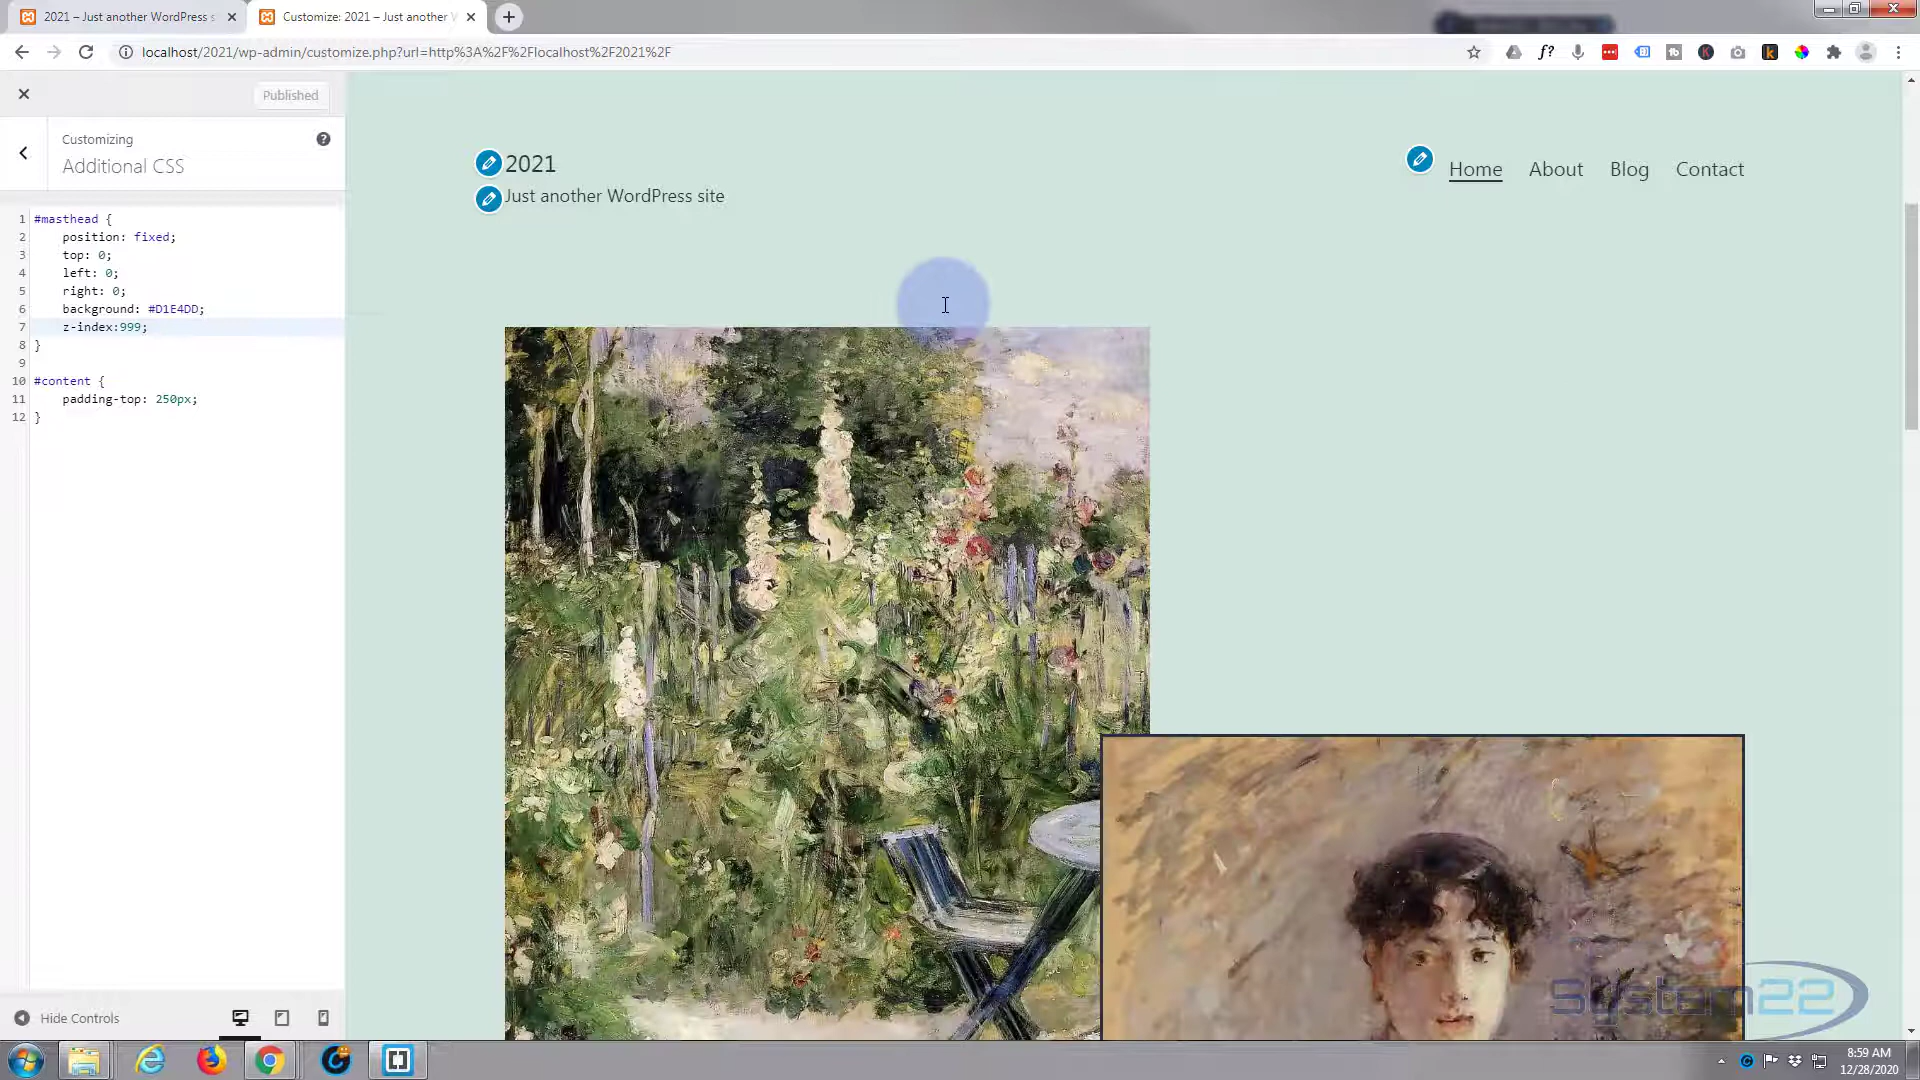 2021 – Just another WordPress s
Customize: 2021 – Just another W
localhost/2021/wp-admin/customize.php?url=http%3A%2F%2Flocalhost%2F2021%2F
f?
Published
Customizing
Additional CSS
1 #masthead {
2 position: fixed;
3 top: 0;
4 left: 0;
5 right: 0;
6 background: #D1E4DD;
7 z-index:999;
8 }
9
10 #content {
11 padding-top: 250px;
12 }
Hide Controls
2021
Just another WordPress site
Home About Blog Contact
System22
8:59 AM
12/28/2020